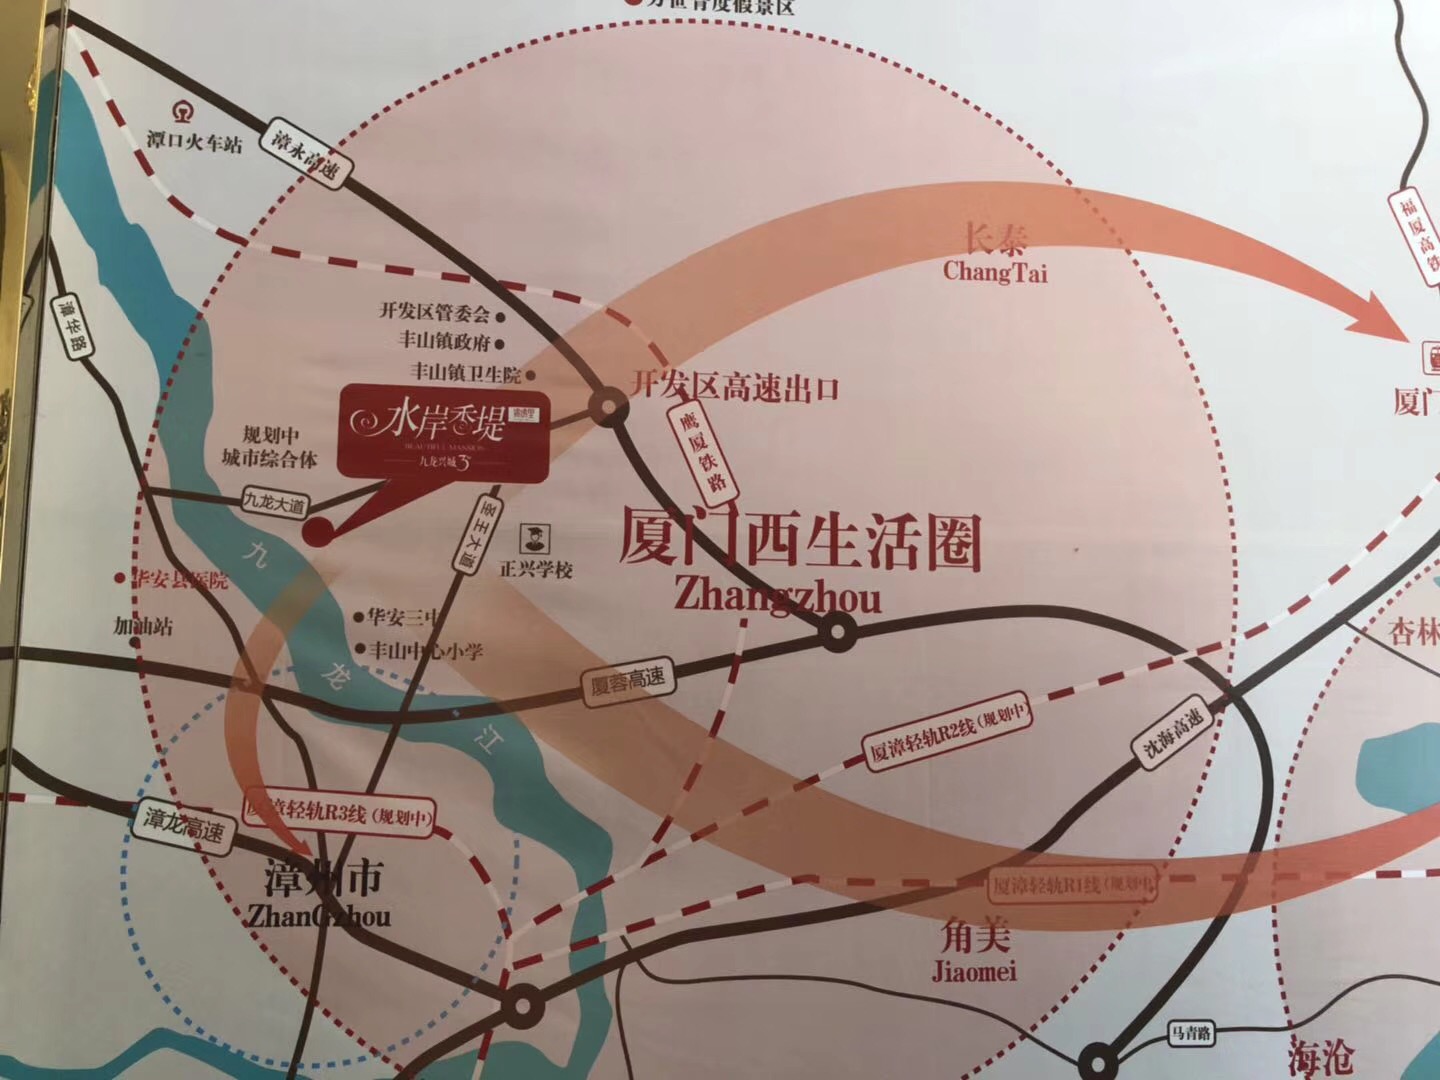 潭口火车站
漳永高速
长泰
ChangTai
福厦高铁
漳华路
开发区管委会
丰山镇政府
丰山镇卫生院
开发区高速出口
厦门
水岸香堤
BEAUTIFUL MANSION
九龙兴城3
规划中
城市综合体
鹰厦铁路
九龙大道
圣王大道
正兴学校
厦门西生活圈
Zhangzhou
九龙江
华安县医院
加油站
华安三中
丰山中心小学
厦蓉高速
杏林
厦漳轻轨R2线(规划中)
沈海高速
厦漳轻轨R3线(规划中)
漳龙高速
漳州市
ZhanGzhou
厦漳轻轨R1线(规划中)
角美
Jiaomei
马青路
海沧